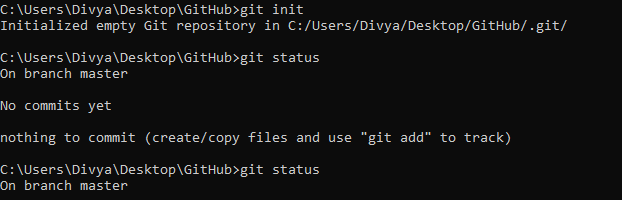 C:\Users\Divya\Desktop\GitHub>git init
Initialized empty Git repository in C:/Users/Divya/Desktop/GitHub/.git/
C:\Users\Divya\Desktop\GitHub>git status
On branch master
No commits yet
nothing to commit (create/copy files and use "git add" to track)
C:\Users\Divya\Desktop\GitHub>git status
On branch master